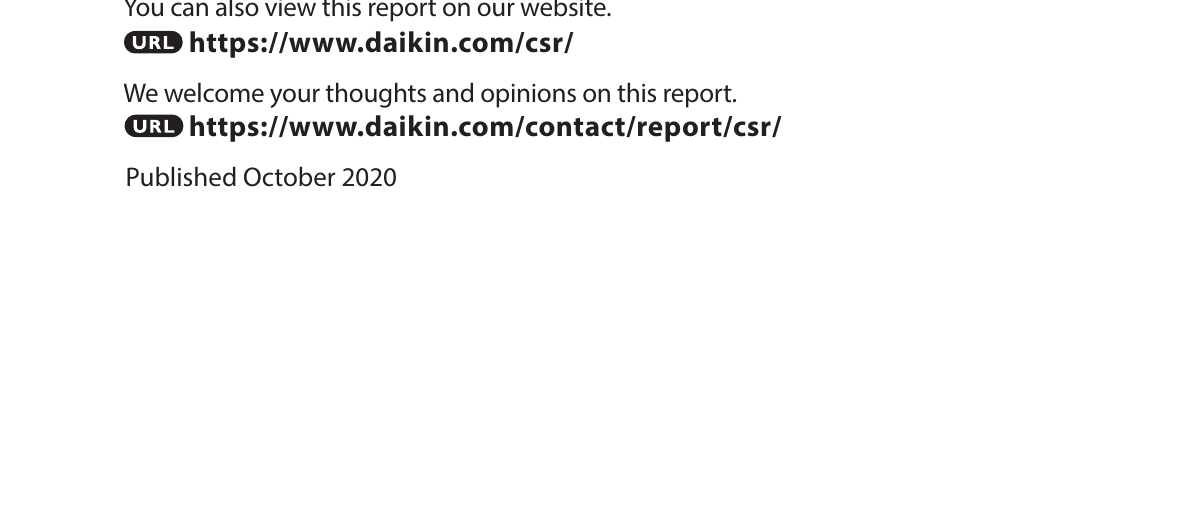 You can also view this report on our website.
URL https://www.daikin.com/csr/
We welcome your thoughts and opinions on this report.
URL https://www.daikin.com/contact/report/csr/
Published October 2020